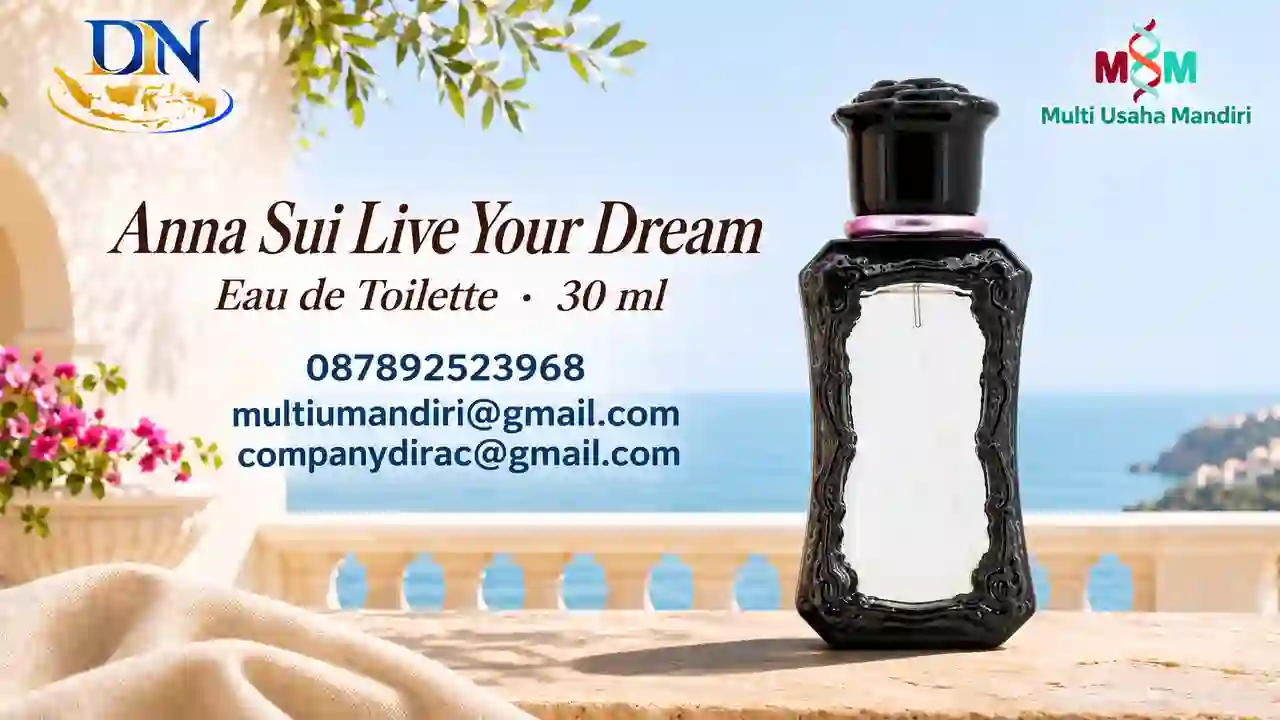 DN
MM
Multi Usaha Mandiri
Anna Sui Live Your Dream
Eau de Toilette · 30 ml
087892523968
multiumandiri@gmail.com
companydirac@gmail.com